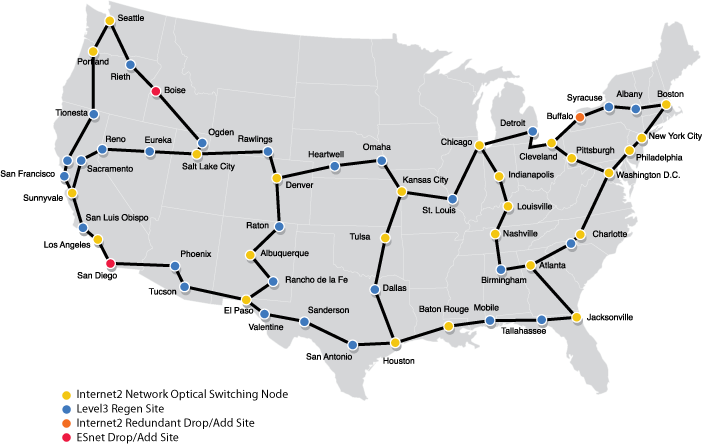 Seattle
Portland
Rieth
Boise
Tionesta
Reno
Eureka
Ogden
Rawlings
Salt Lake City
Sacramento
San Francisco
Sunnyvale
San Luis Obispo
Los Angeles
San Diego
Phoenix
Tucson
El Paso
Valentine
Denver
Raton
Albuquerque
Rancho de la Fe
Sanderson
San Antonio
Heartwell
Omaha
Kansas City
St. Louis
Tulsa
Dallas
Houston
Baton Rouge
Mobile
Tallahassee
Jacksonville
Chicago
Indianapolis
Louisville
Nashville
Birmingham
Atlanta
Charlotte
Detroit
Cleveland
Buffalo
Syracuse
Albany
Boston
New York City
Philadelphia
Pittsburgh
Washington D.C.
Internet2 Network Optical Switching Node
Level3 Regen Site
Internet2 Redundant Drop/Add Site
ESnet Drop/Add Site